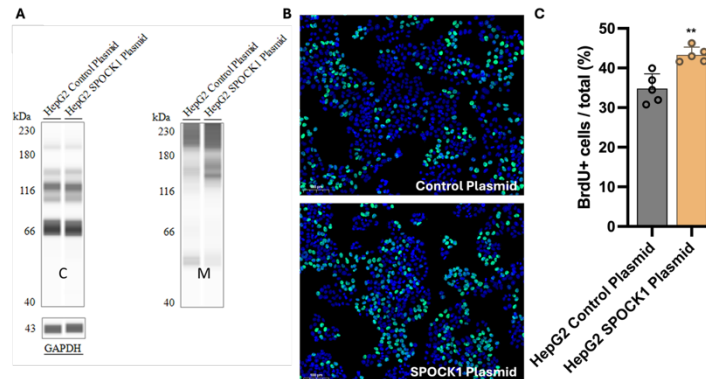 A
HepG2 Control Plasmid
HepG2 SPOCK1 Plasmid
kDa
230
180
116
66
40
C
43
GAPDH
HepG2 Control Plasmid
HepG2 SPOCK1 Plasmid
kDa
230
180
116
66
40
M
B
Control Plasmid
SPOCK1 Plasmid
C
BrdU+ cells / total (%)
50
40
30
20
10
0
**
HepG2 Control Plasmid
HepG2 SPOCK1 Plasmid